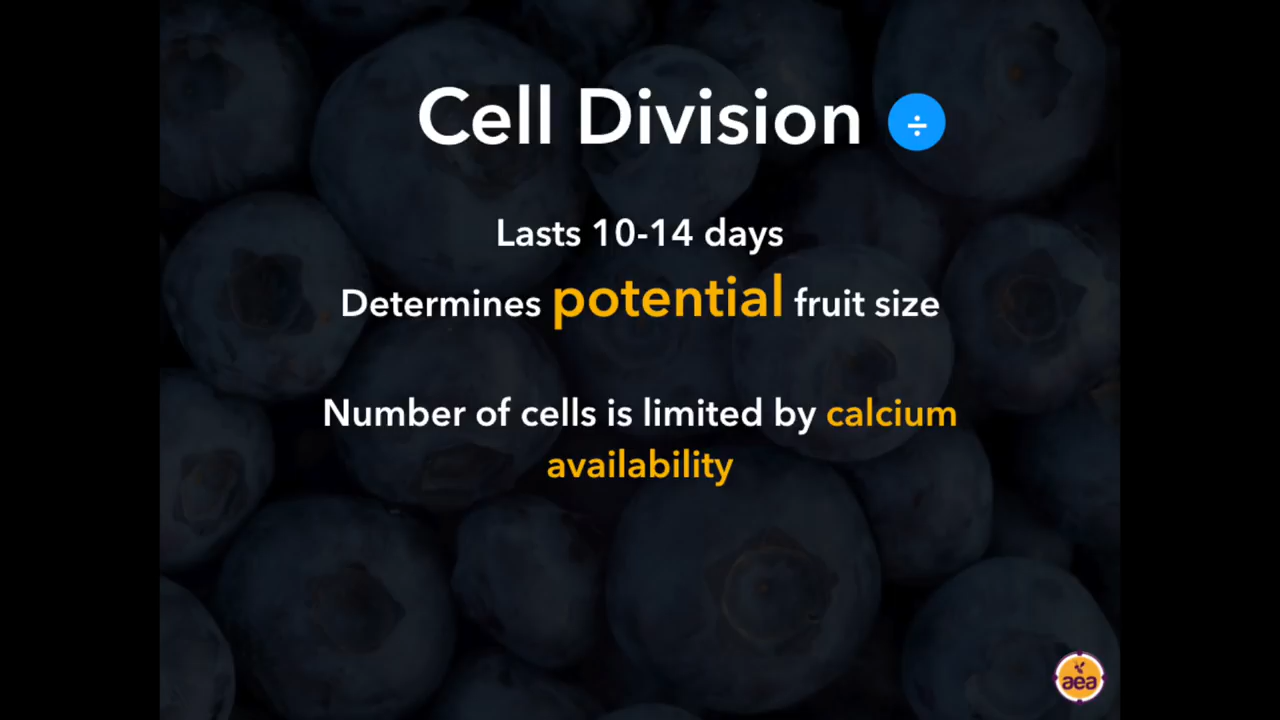 Cell Division ÷
Lasts 10-14 days
Determines potential fruit size
Number of cells is limited by calcium
availability
aea